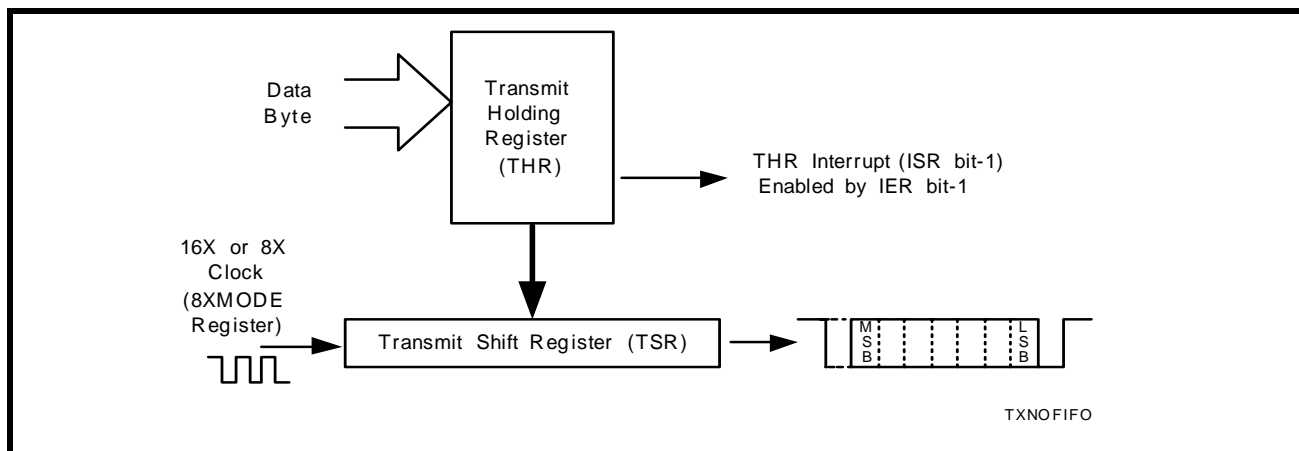 Data
Byte
Transmit
Holding
Register
(THR)
THR Interrupt (ISR bit-1)
Enabled by IER bit-1
16X or 8X
Clock
(8XMODE
Register)
Transmit Shift Register (TSR)
M
S
B
L
S
B
TXNOFIFO